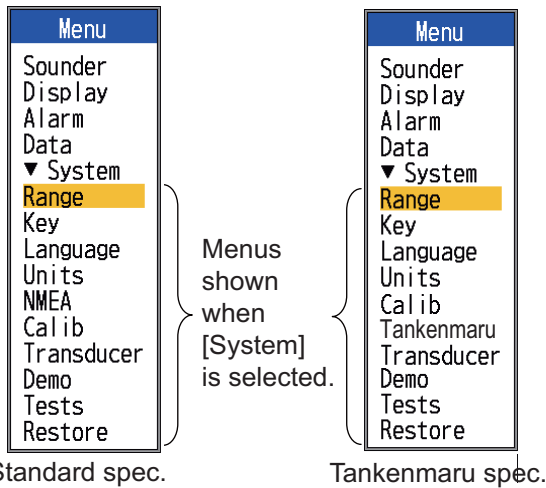 Menu
Sounder
Display
Alarm
Data
▼ System
Range
Key
Language
Units
NMEA
Calib
Transducer
Demo
Tests
Restore
Standard spec.
Menus
shown
when
[System]
is selected.
Menu
Sounder
Display
Alarm
Data
▼ System
Range
Key
Language
Units
Calib
Tankenmaru
Transducer
Demo
Tests
Restore
Tankenmaru spec.